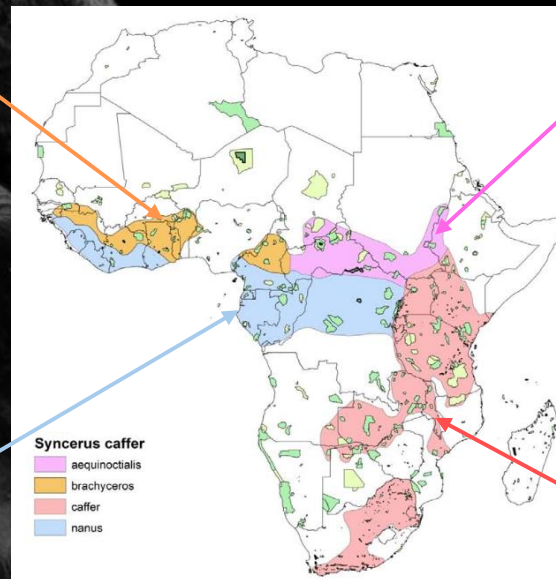 Syncerus caffer
aequinoctialis
brachyceros
caffer
nanus